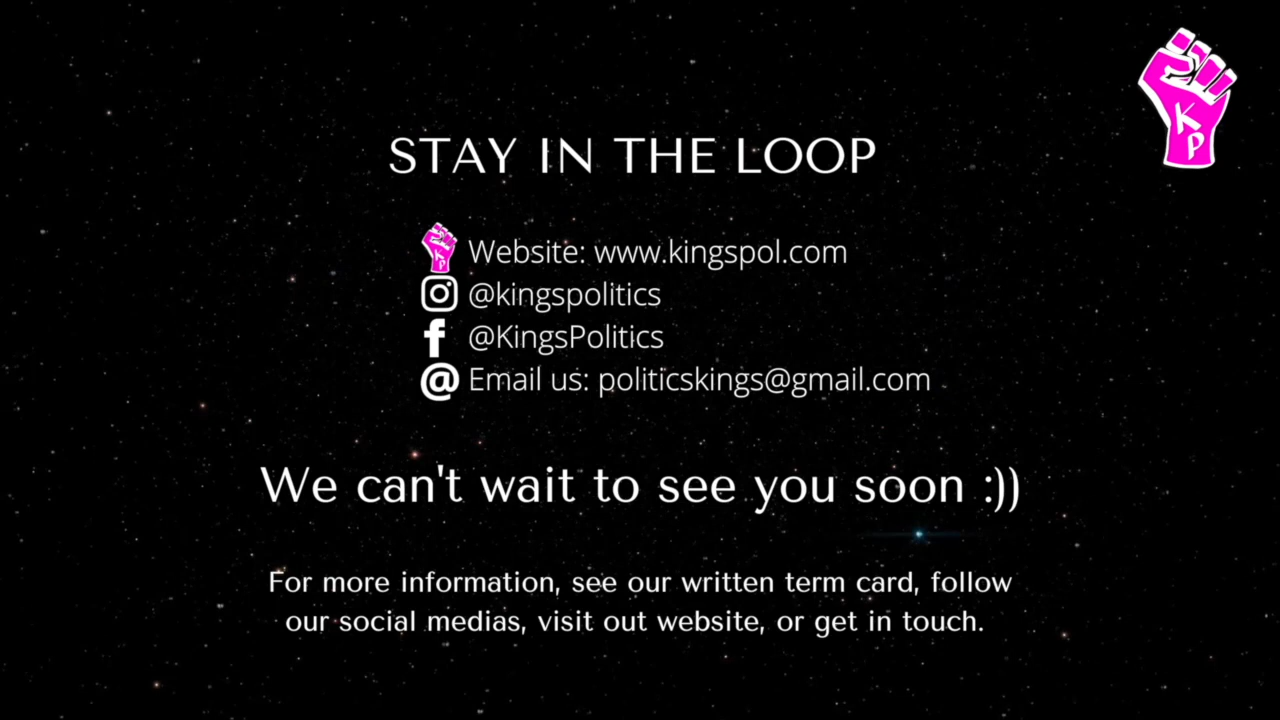 K
P
STAY IN THE LOOP
KP Website: www.kingspol.com
@kingspolitics
f @KingsPolitics
@ Email us: politicskings@gmail.com
We can't wait to see you soon :))
For more information, see our written term card, follow
our social medias, visit out website, or get in touch.